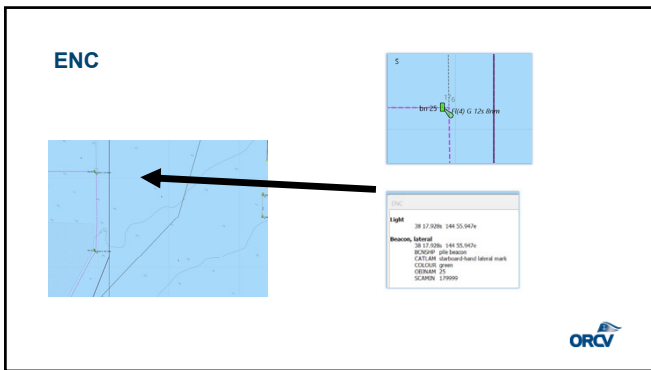 ENC
5
bn 25
Fl(4) G 12s 8nm
ENC
Light
38 17.928s 144 55.947e
Beacon, lateral
38 17.928s 144 55.947e
BCNSHP pile beacon
CATLAM starboard-hand lateral mark
COLOUR green
OBJNAM 25
SCAMIN 179999
ORCV